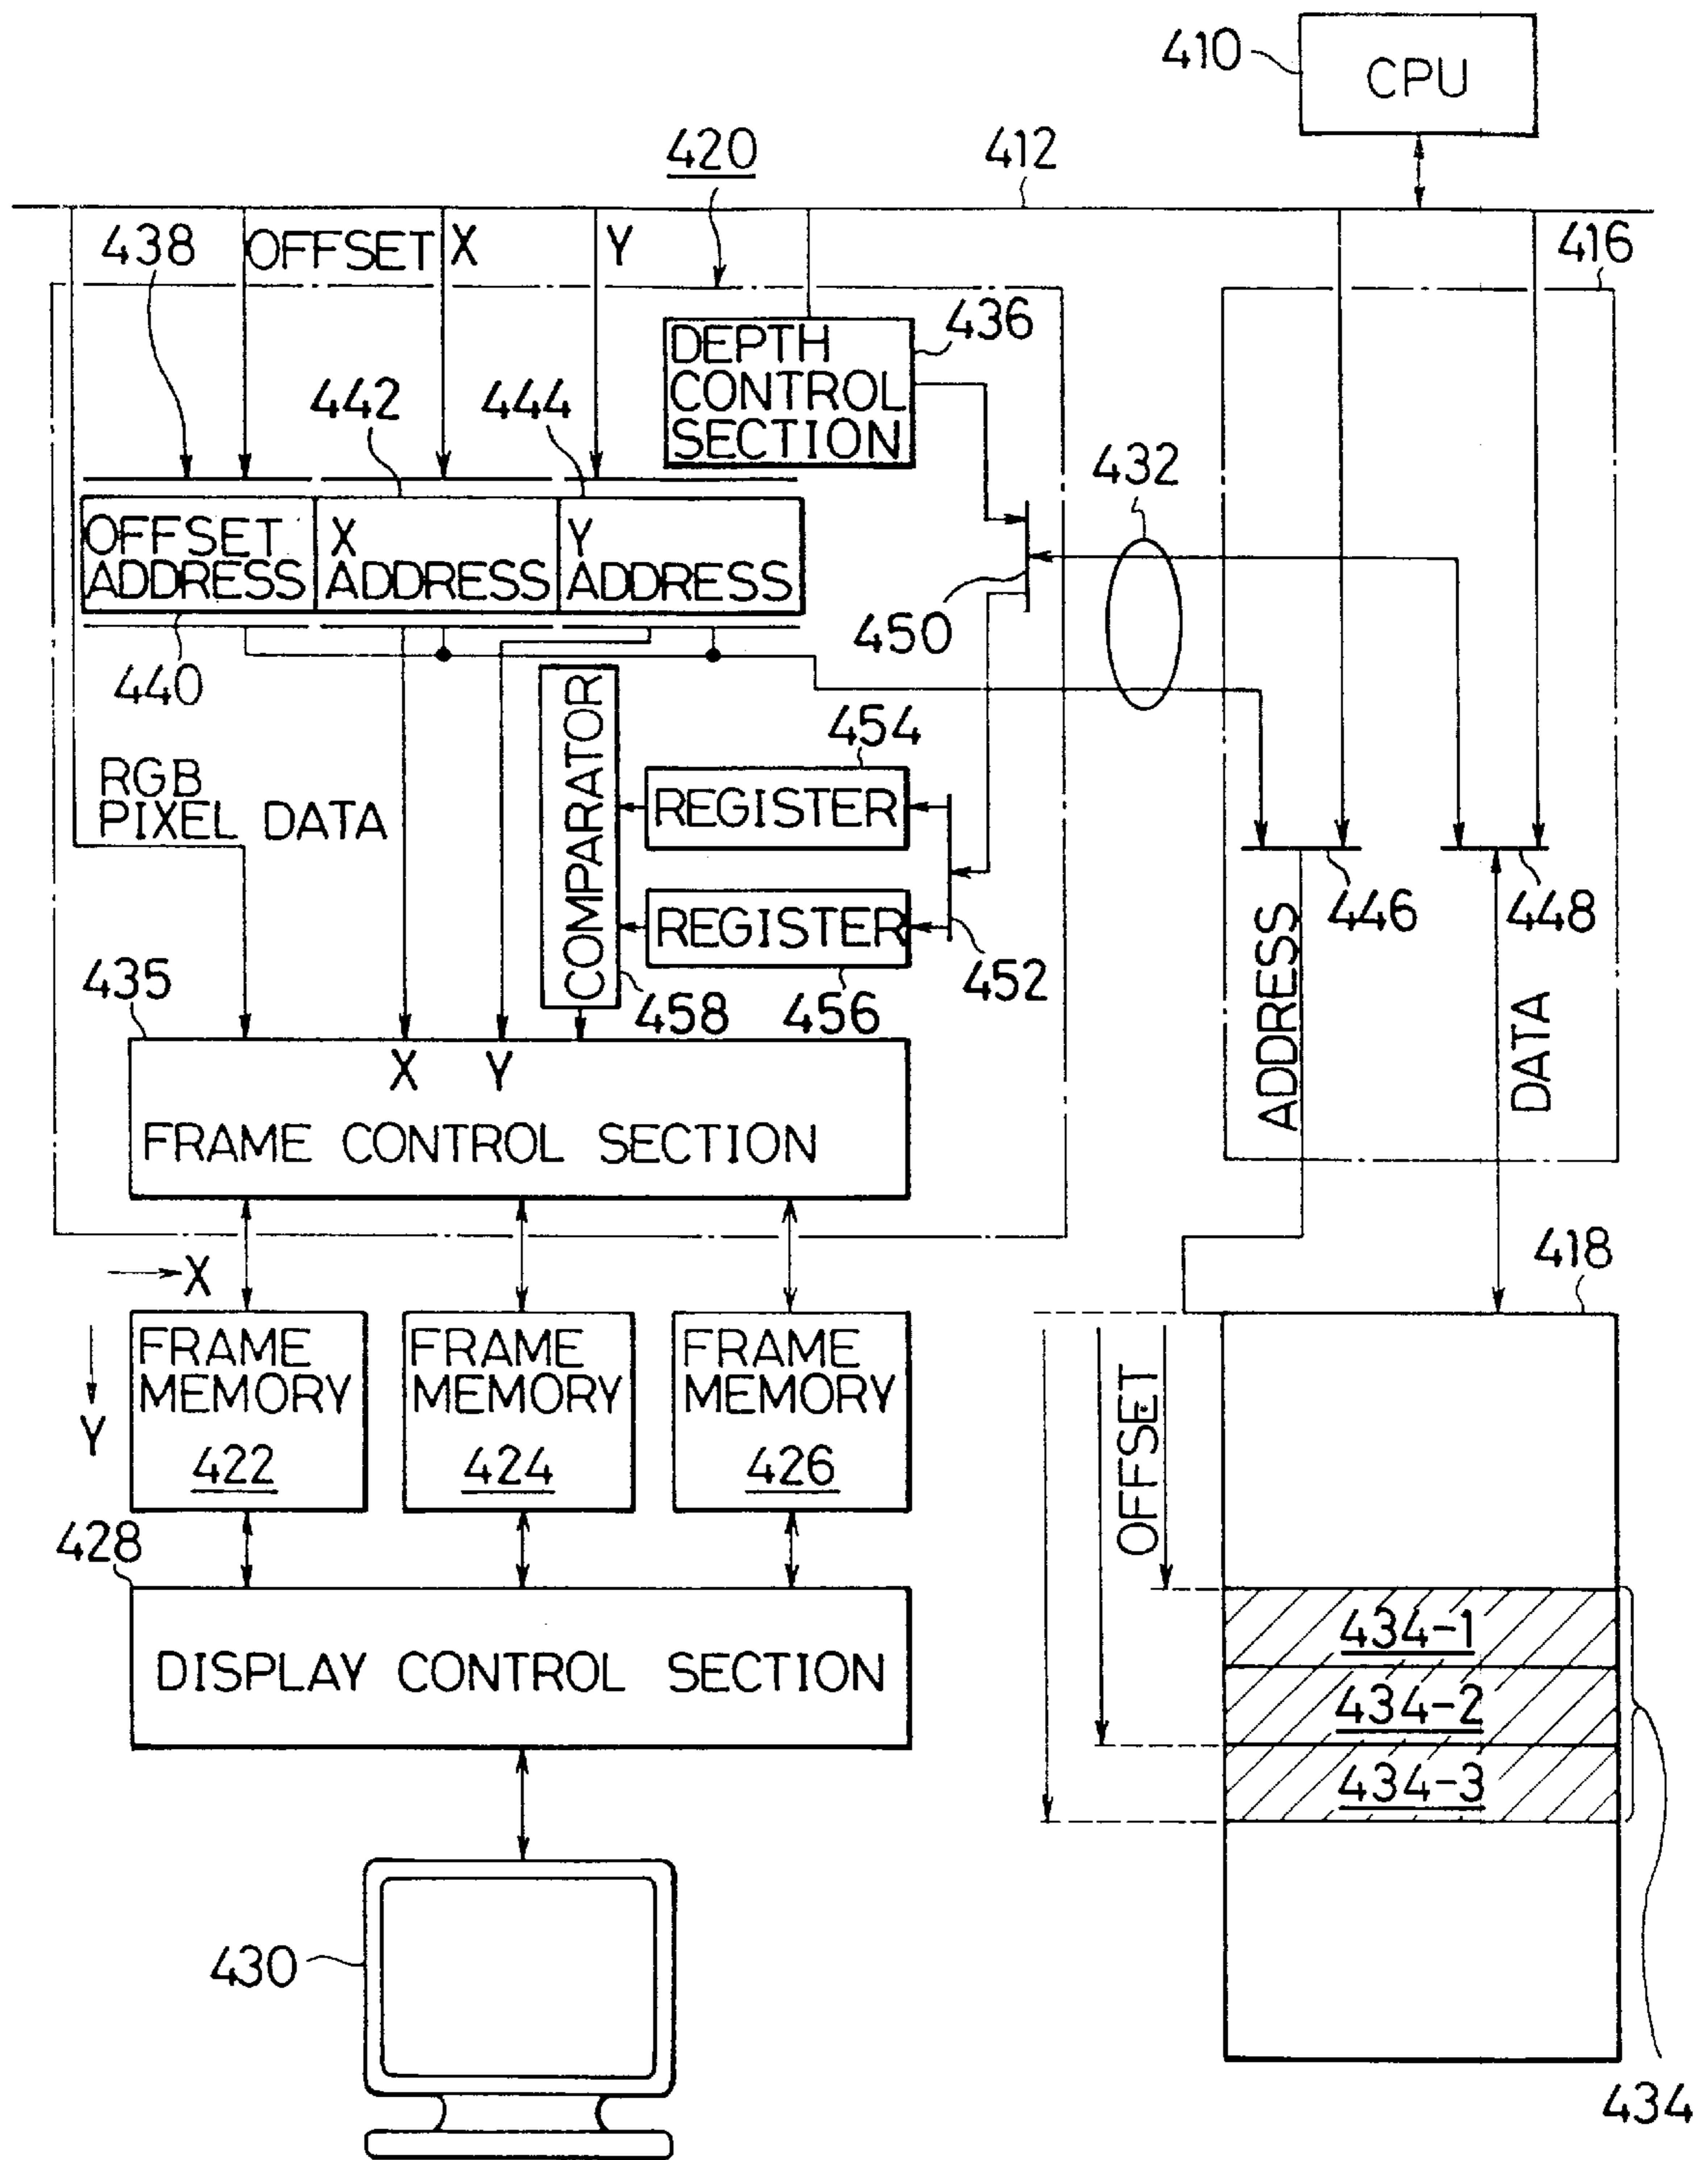 410
CPU
420
412
438
OFFSET
X
Y
416
DEPTH
CONTROL
SECTION
436
442
444
432
OFFSET
ADDRESS
X
ADDRESS
Y
ADDRESS
450
440
COMPARATOR
454
RGB
PIXEL DATA
REGISTER
REGISTER
446
448
452
435
458
456
ADDRESS
DATA
X
Y
FRAME CONTROL SECTION
X
418
Y
FRAME
MEMORY
422
FRAME
MEMORY
424
FRAME
MEMORY
426
OFFSET
428
434-1
DISPLAY CONTROL SECTION
434-2
434-3
430
434